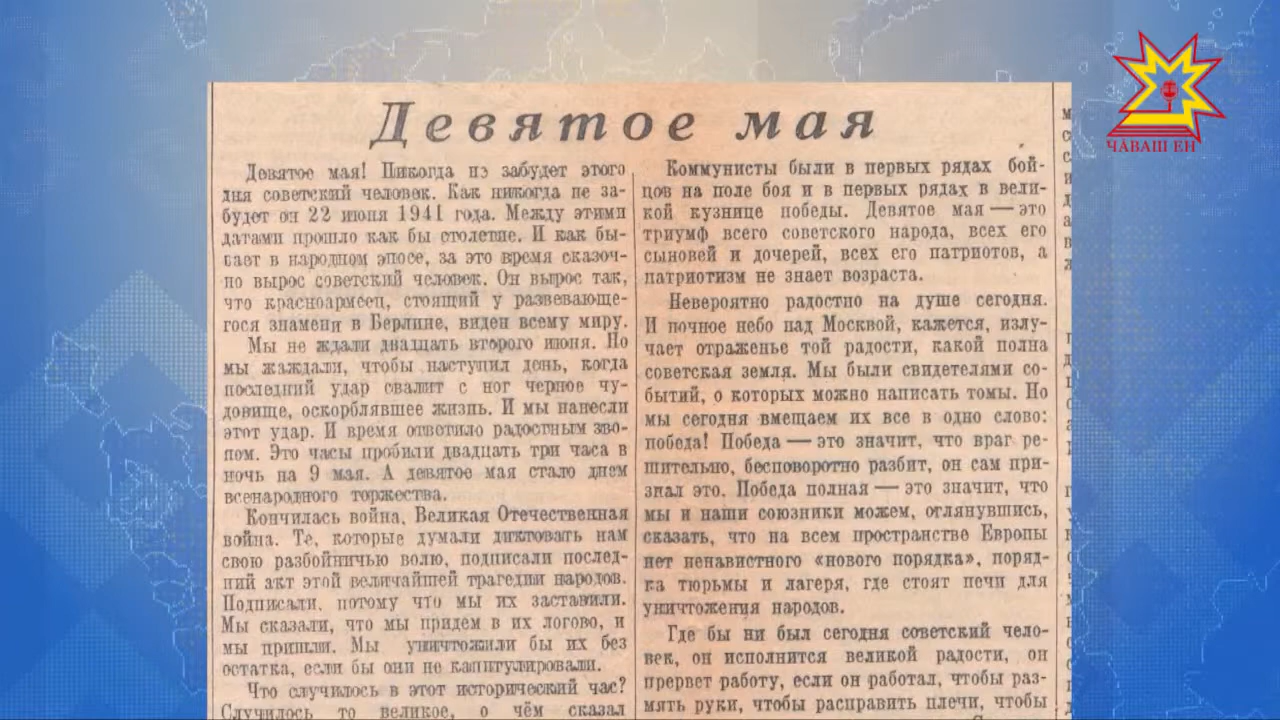 Девятое мая
Девятое мая! Никогда не забудет этого
дня советский человек. Как никогда не за-
будет он 22 июня 1941 года. Между этими
датами прошло как бы столетие. И как бы-
вает в народном эпосе, за это время сказоч-
но вырос советский человек. Он вырос так,
что красноармеец, стоящий у развевающе-
гося знамени в Берлине, виден всему миру.
Мы не ждали двадцать второго июня. Но
мы жаждали, чтобы наступил день, когда
последний удар свалит с ног черное чу-
довище, оскорблявшее жизнь. И мы нанесли
этот удар. И время ответило радостным зво-
ном. Это часы пробили двадцать три часа в
ночь на 9 мая. А девятое мая стало днем
всенародного торжества.
Кончилась война, Великая Отечественная
война. Те, которые думали диктовать нам
свою разбойничью волю, подписали послед-
ний акт этой величайшей трагедии народов.
Подписали, потому что мы их заставили.
Мы сказали, что мы придем в их логово, и
мы пришли. Мы уничтожили бы их без
остатка, если бы они не капитулировали.
Что случилось в этот исторический час?
Случилось то великое, о чём сказал
Коммунисты были в первых рядах бой-
цов на поле боя и в первых рядах в вели-
кой кузнице победы. Девятое мая — это
триумф всего советского народа, всех его
сыновей и дочерей, всех его патриотов, а
патриотизм не знает возраста.
Невероятно радостно на душе сегодня.
И ночное небо над Москвой, кажется, излу-
чает отраженье той радости, какой полна
советская земля. Мы были свидетелями со-
бытий, о которых можно написать томы. Но
мы сегодня вмещаем их все в одно слово:
победа! Победа — это значит, что враг ре-
шительно, бесповоротно разбит, он сам при-
знал это. Победа полная — это значит, что
мы и наши союзники можем, оглянувшись,
сказать, что на всем пространстве Европы
нет ненавистного «нового порядка», поряд-
ка тюрьмы и лагеря, где стоят печи для
уничтожения народов.
Где бы ни был сегодня советский чело-
век, он исполнится великой радости, он
прервет работу, если он работал, чтобы раз-
мять руки, чтобы расправить плечи, чтобы
ЧӐВАШ ЕН